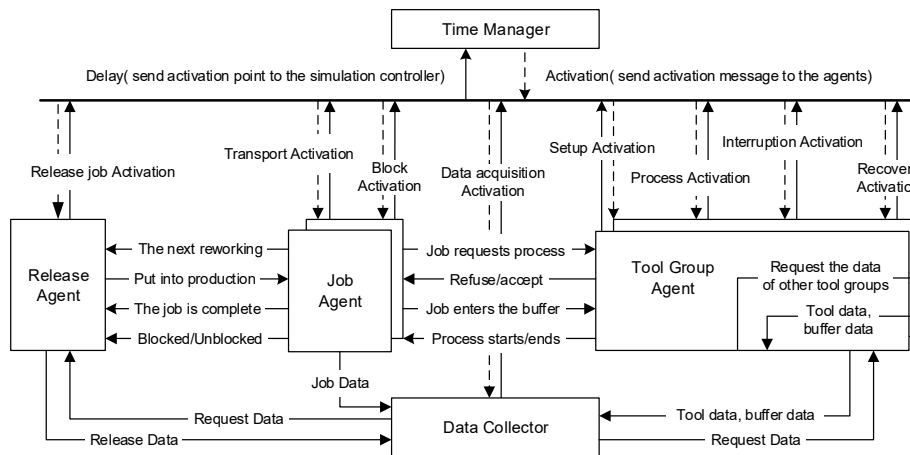 Time Manager
Delay( send activation point to the simulation controller)
Activation( send activation message to the agents)
Release job Activation
Transport Activation
Block
Activation
Data acquisition
Activation
Setup Activation
Process Activation
Interruption Activation
Recover
Activation
Release
Agent
The next reworking
Put into production
The job is complete
Blocked/Unblocked
Job
Agent
Job requests process
Refuse/accept
Job enters the buffer
Process starts/ends
Tool Group
Agent
Request the data
of other tool groups
Tool data,
buffer data
Job Data
Request Data
Release Data
Data Collector
Tool data, buffer data
Request Data